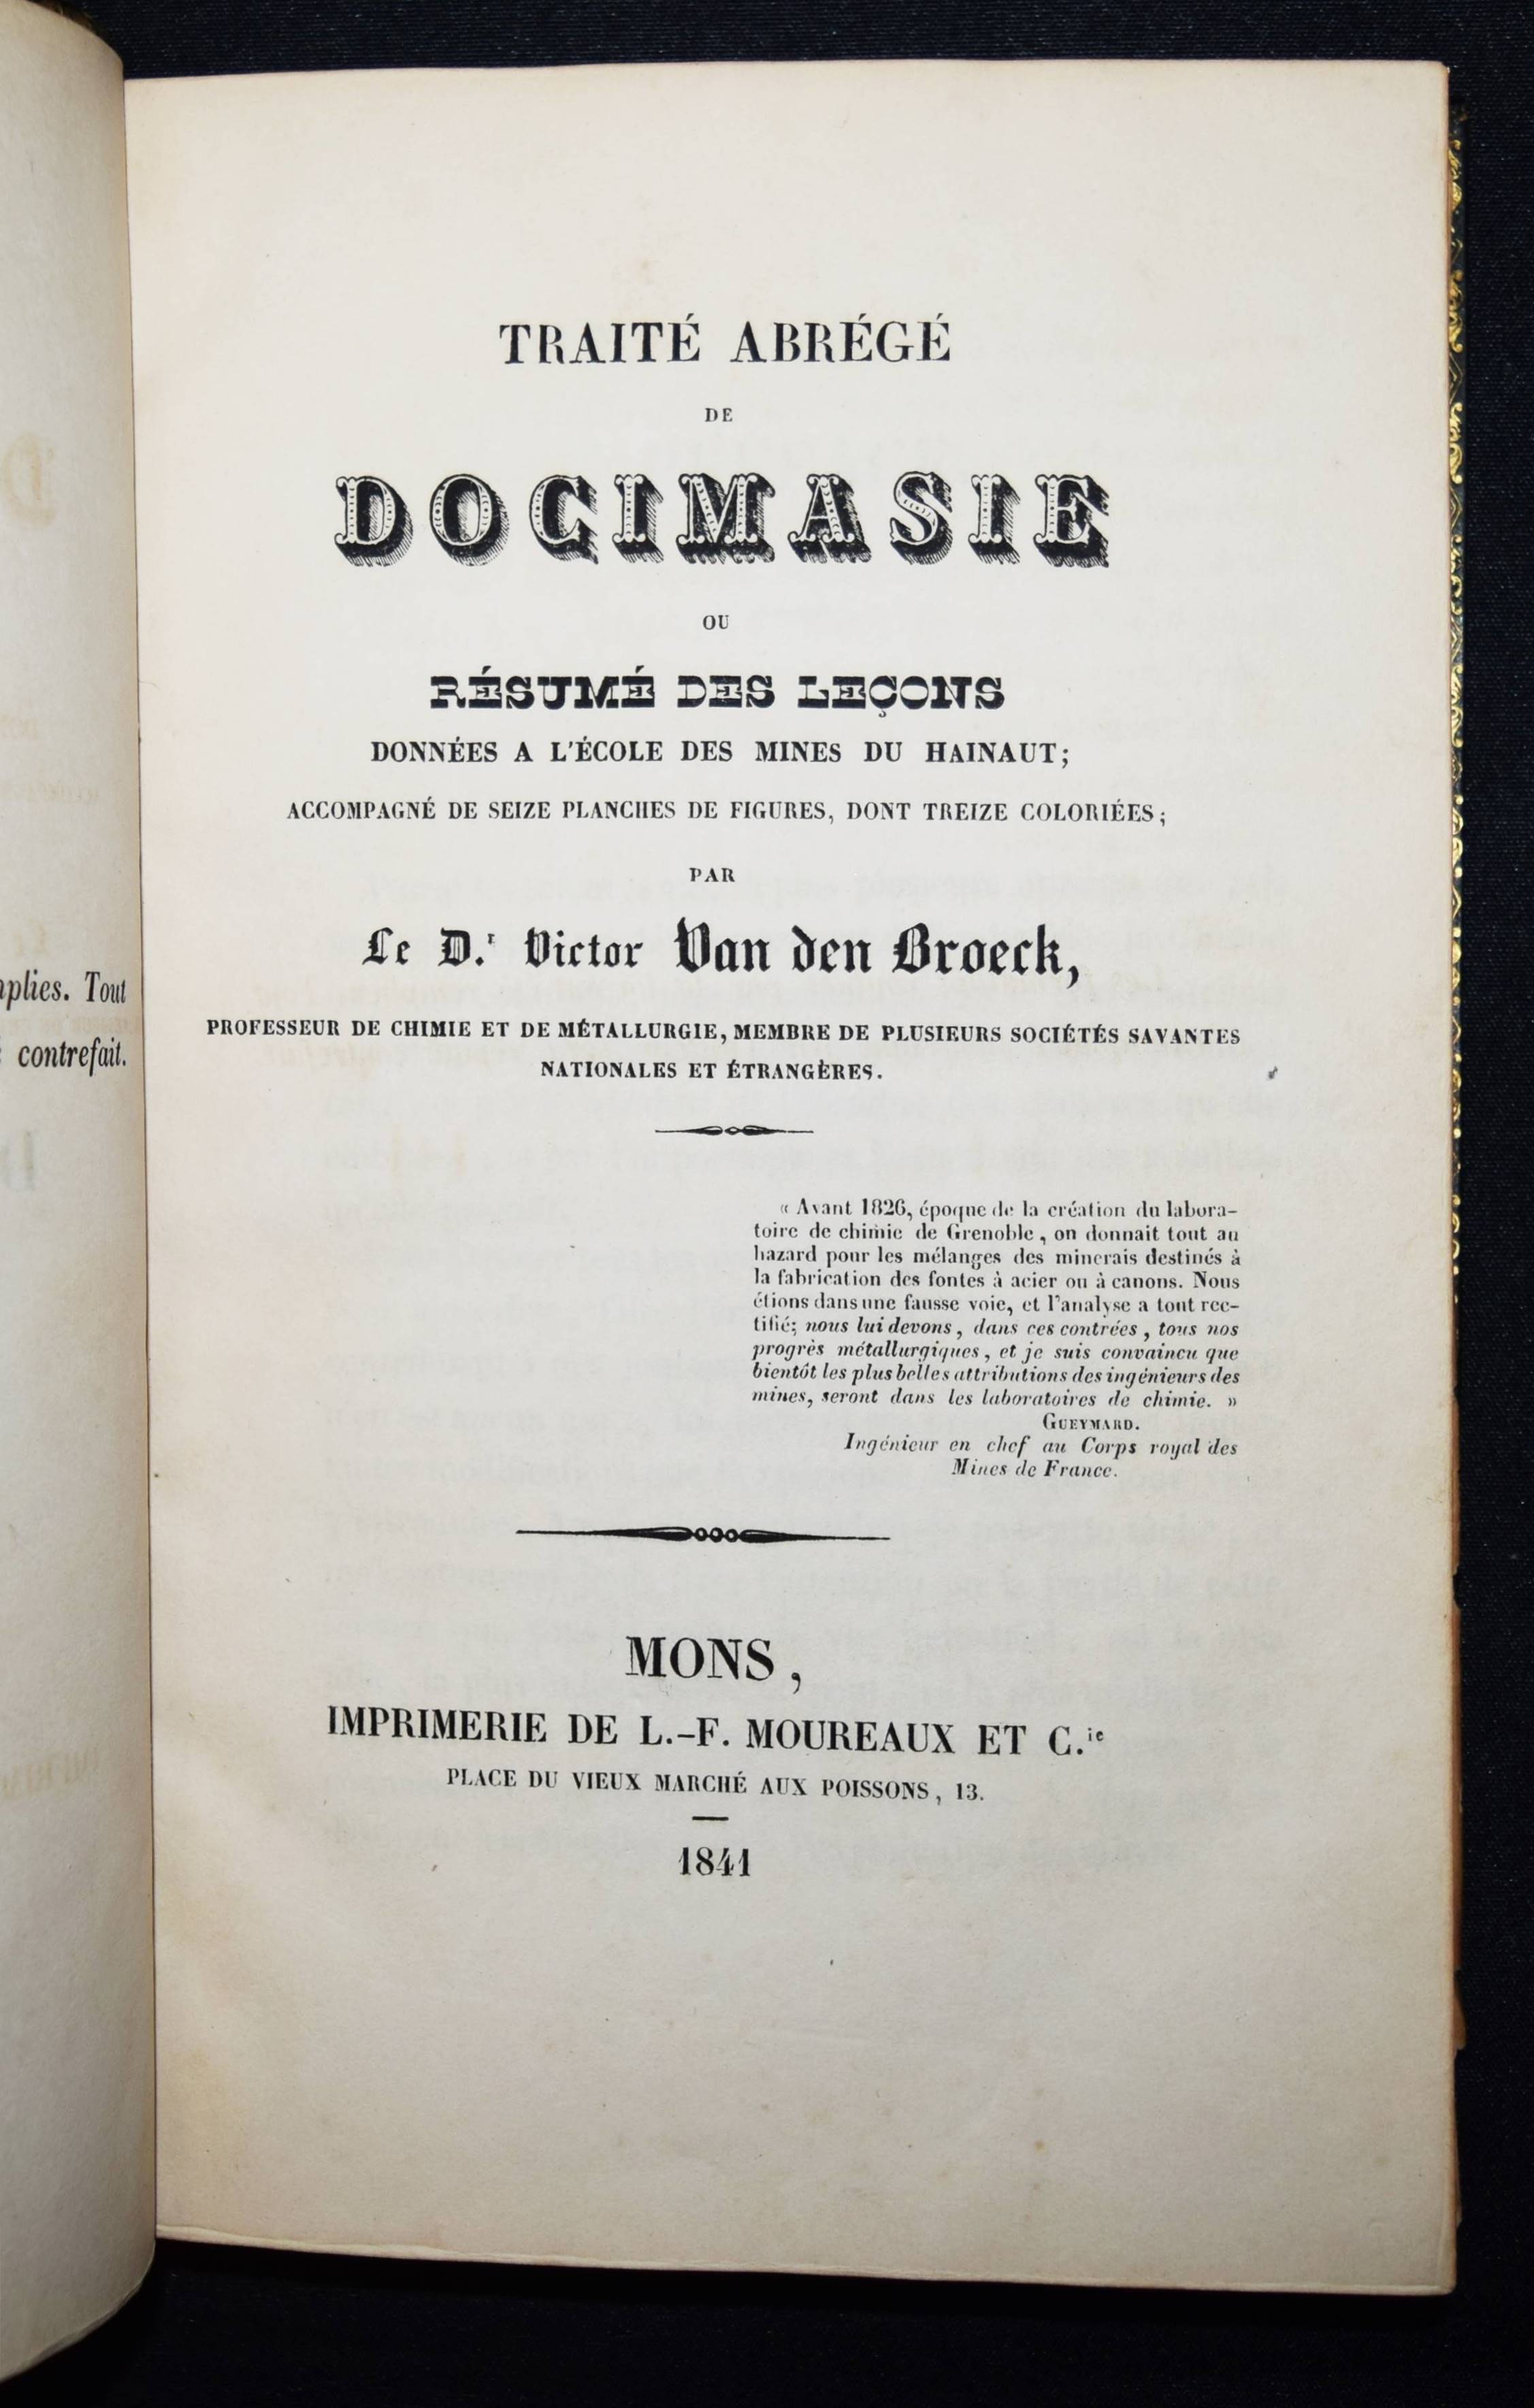 plies. Tout
contrefait.
TRAITÉ ABRÉGÉ
DE
DOCIMASIE
OU
RÉSUMÉ DES LEÇONS
DONNÉES A L'ÉCOLE DES MINES DU HAINAUT;
ACCOMPAGNÉ DE SEIZE PLANCHES DE FIGURES, DONT TREIZE COLORIÉES;
PAR
Le D.r Victor Van den Broeck,
PROFESSEUR DE CHIMIE ET DE MÉTALLURGIE, MEMBRE DE PLUSIEURS SOCIÉTÉS SAVANTES
NATIONALES ET ÉTRANGÈRES.
« Avant 1826, époque de la création du labora-
toire de chimie de Grenoble, on donnait tout au
hazard pour les mélanges des minerais destinés à
la fabrication des fontes à acier ou à canons. Nous
étions dans une fausse voie, et l'analyse a tout rec-
tifié; nous lui devons, dans ces contrées, tous nos
progrès métallurgiques, et je suis convaincu que
bientôt les plus belles attributions des ingénieurs des
mines, seront dans les laboratoires de chimie. »
GUEYMARD.
Ingénieur en chef au Corps royal des
Mines de France.
MONS,
IMPRIMERIE DE L.-F. MOUREAUX ET C.ie
PLACE DU VIEUX MARCHÉ AUX POISSONS, 13.
1841